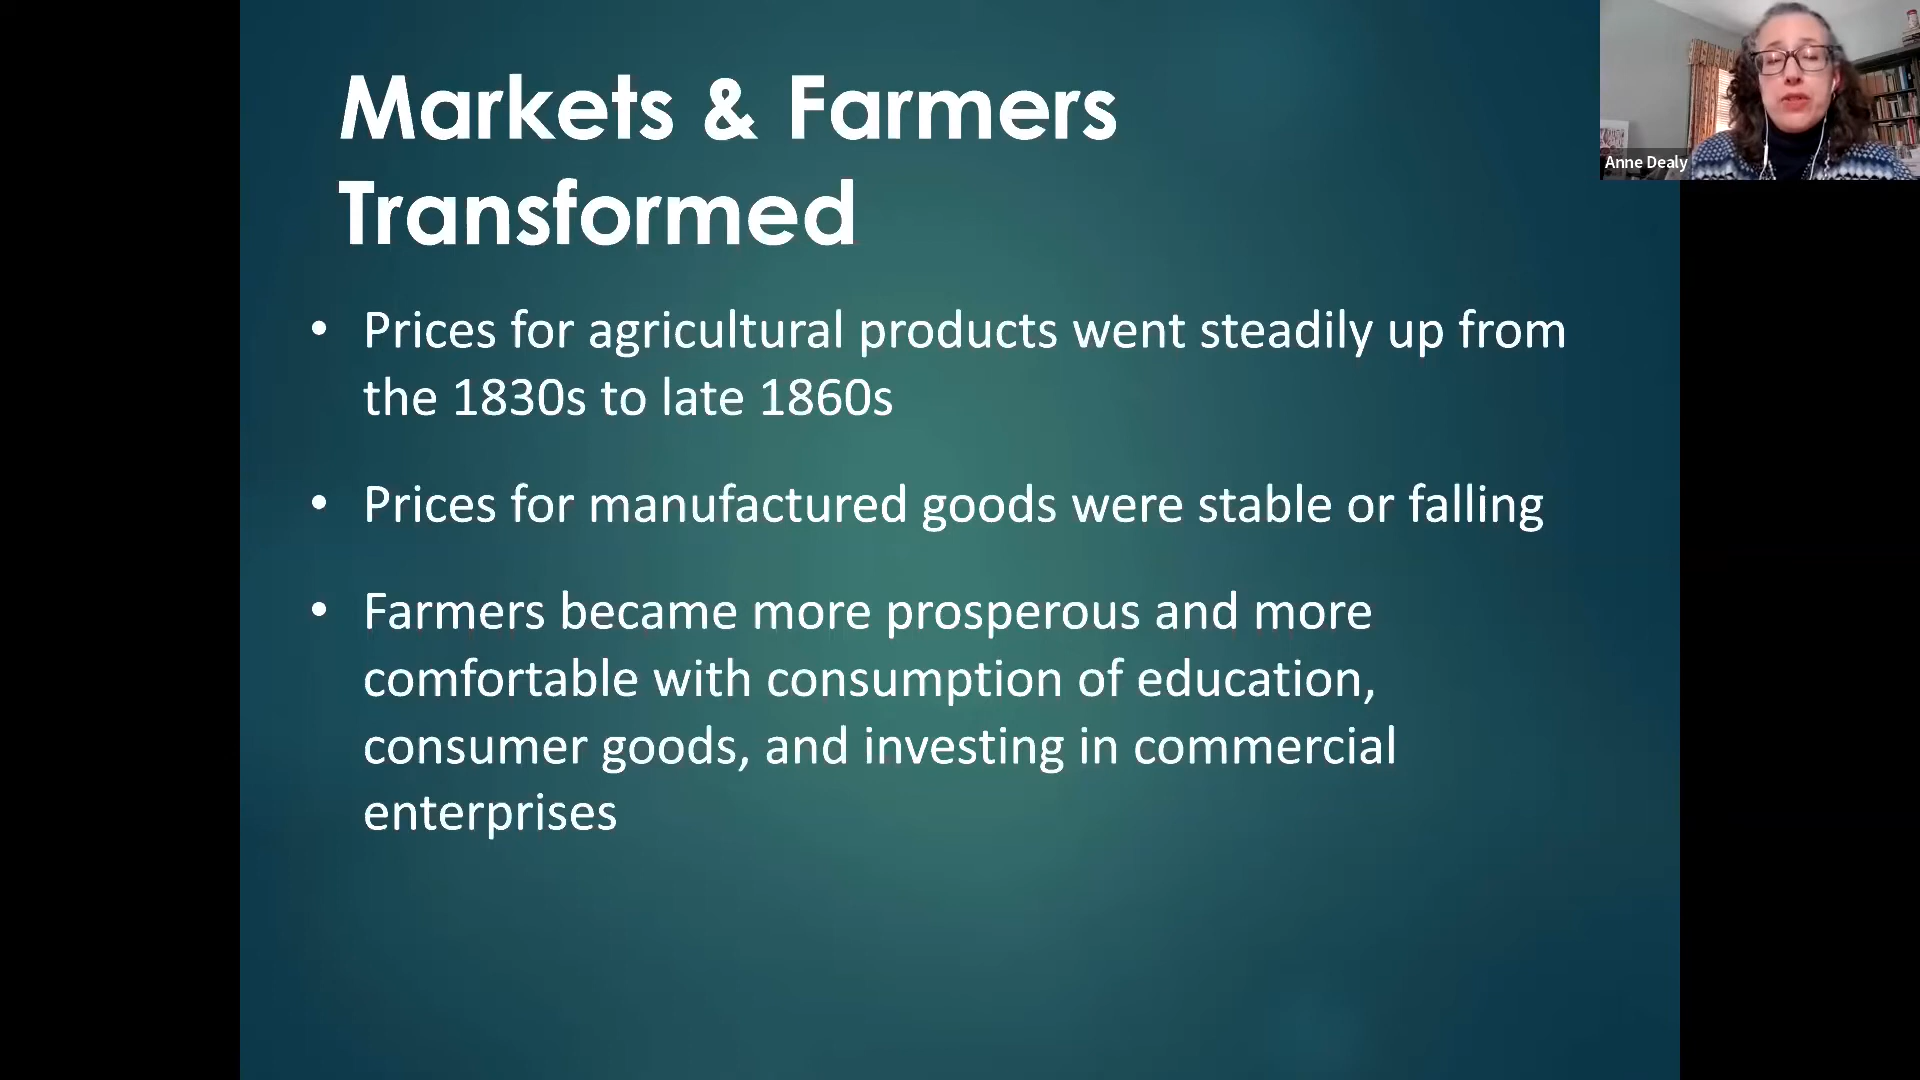 Markets & Farmers
Transformed
• Prices for agricultural products went steadily up from
the 1830s to late 1860s
• Prices for manufactured goods were stable or falling
• Farmers became more prosperous and more
comfortable with consumption of education,
consumer goods, and investing in commercial
enterprises
Anne Dealy